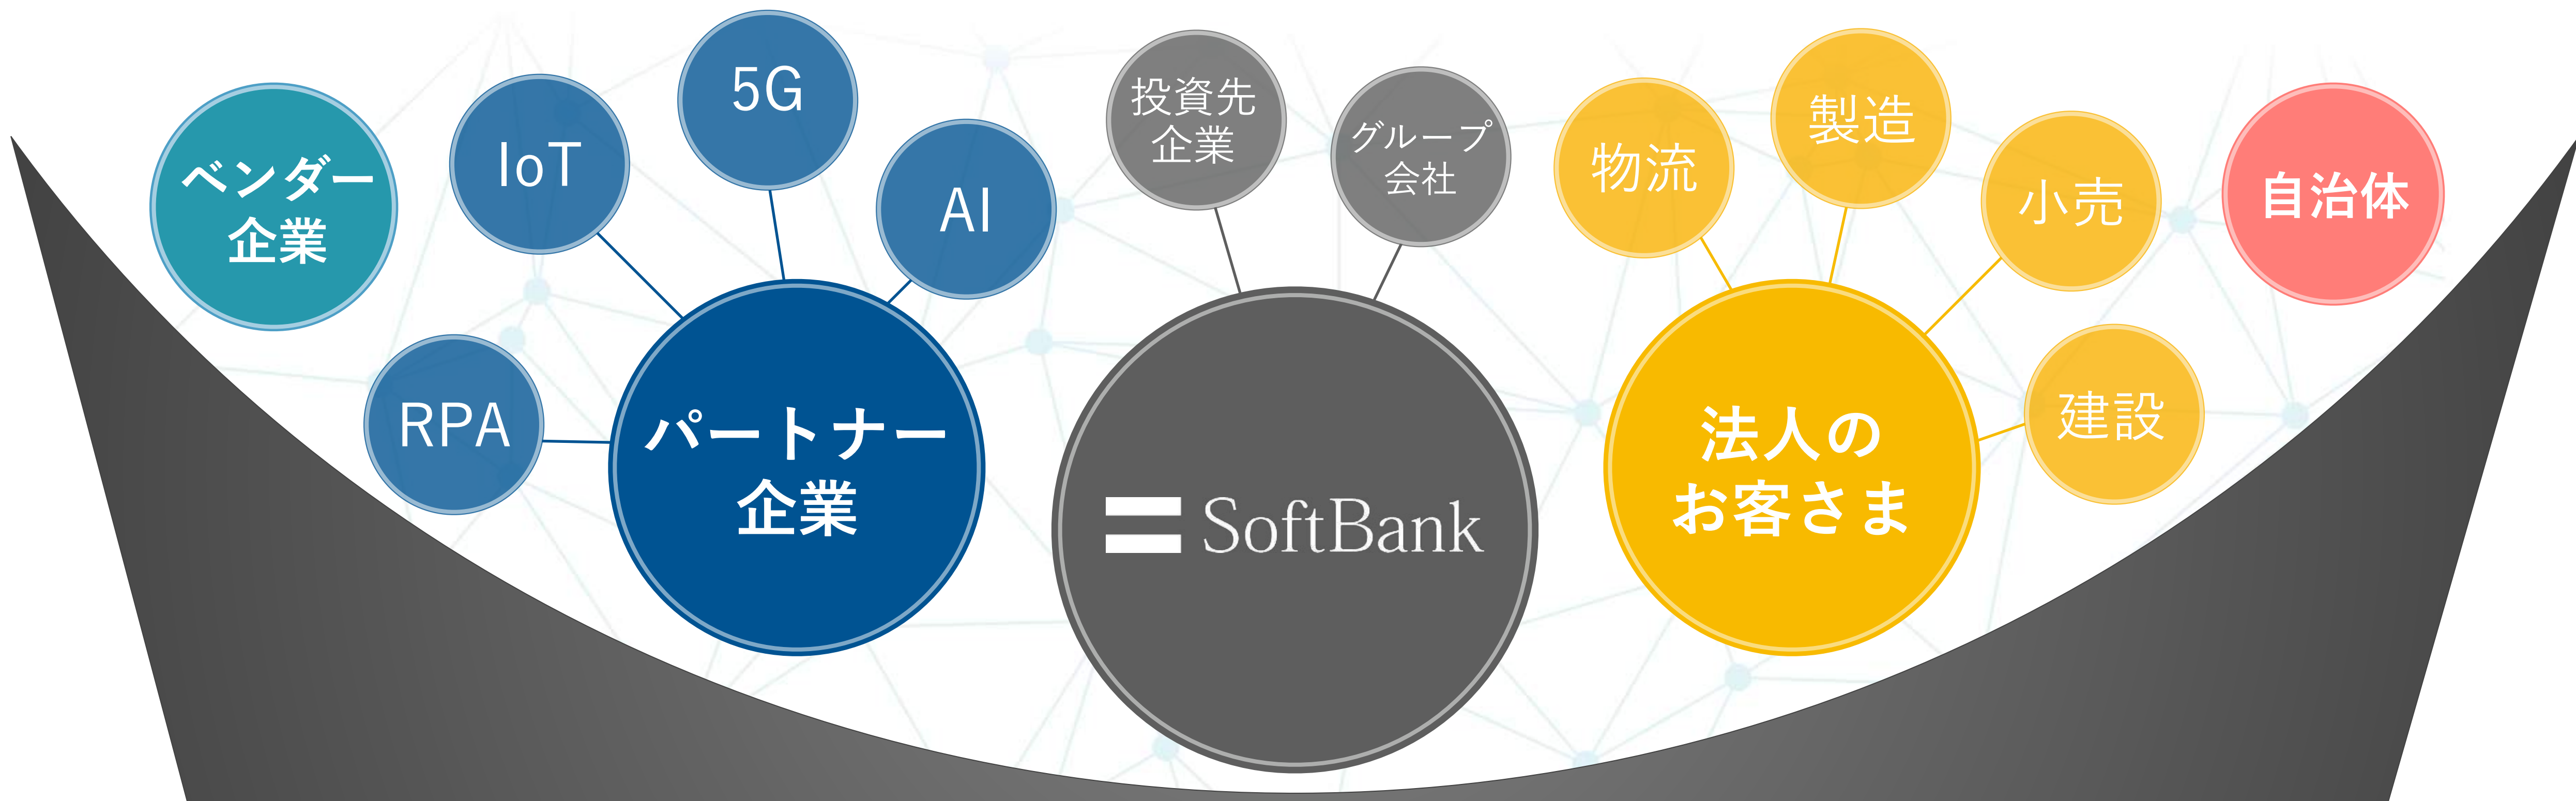 ベンダー
企業
IoT
5G
AI
RPA
パートナー
企業
投資先
企業
グループ
会社
SoftBank
物流
製造
小売
建設
法人の
お客さま
自治体